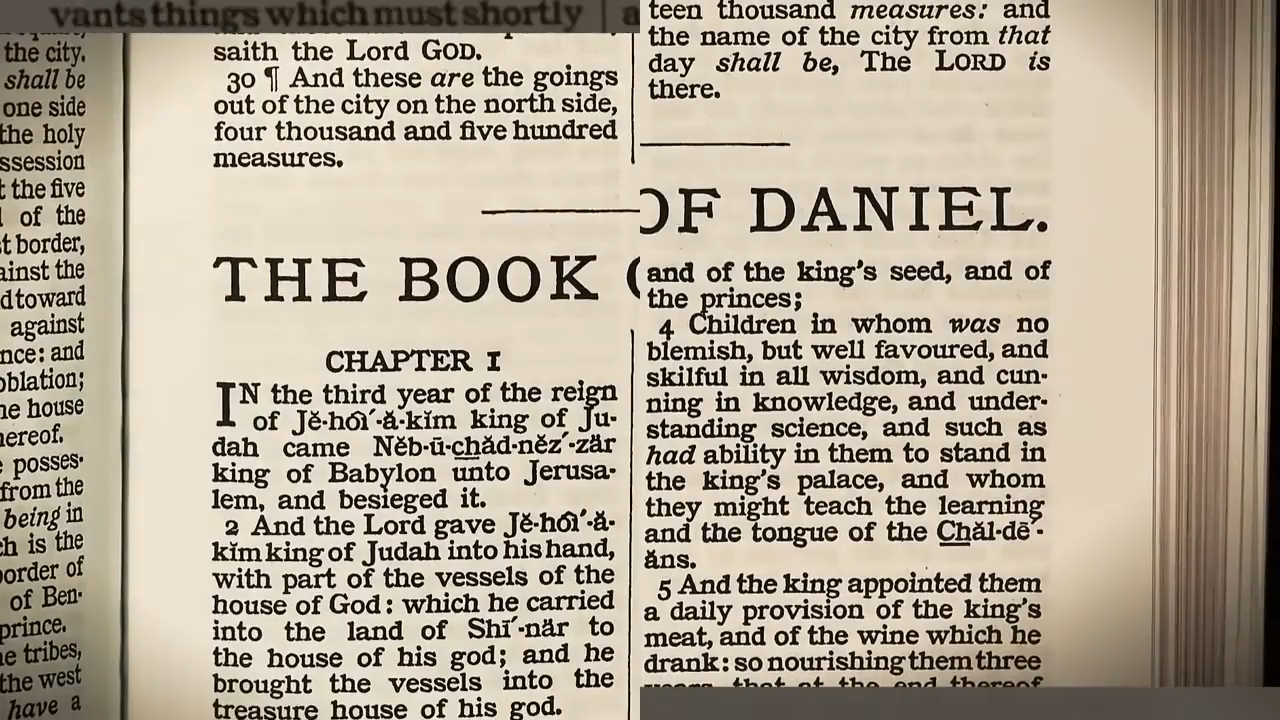 vants things which must shortly
the city.
shall be
one side
the holy
ssession
t the five
of the
st border,
ainst the
d toward
against
nce: and
oblation;
he house
hereof.
posses-
from the
being in
ch is the
border of
of Ben-
prince.
e tribes,
the west
have a
saith the Lord GOD.
30 ¶ And these are the goings
out of the city on the north side,
four thousand and five hundred
measures.
teen thousand measures: and
the name of the city from that
day shall be, The LORD is
there.
THE BOOK
OF DANIEL.
CHAPTER I
IN the third year of the reign
of Jĕ-hoi´-ă-kĭm king of Ju-
dah came Nĕb-ū-chăd-nĕz´-zär
king of Babylon unto Jerusa-
lem, and besieged it.
2 And the Lord gave Jĕ-hoi´-ă-
kĭm king of Judah into his hand,
with part of the vessels of the
house of God: which he carried
into the land of Shī´-när to
the house of his god; and he
brought the vessels into the
treasure house of his god.
and of the king's seed, and of
the princes;
4 Children in whom was no
blemish, but well favoured, and
skilful in all wisdom, and cun-
ning in knowledge, and under-
standing science, and such as
had ability in them to stand in
the king's palace, and whom
they might teach the learning
and the tongue of the Chăl-dē´-
ăns.
5 And the king appointed them
a daily provision of the king's
meat, and of the wine which he
drank: so nourishing them three
years, that at the end thereof